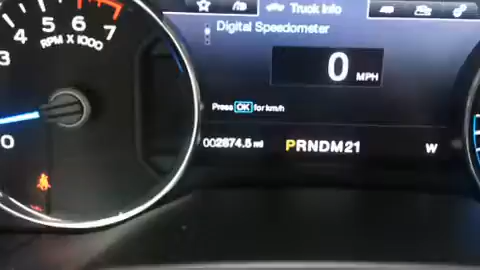 Truck Info
Digital Speedometer
0 MPH
Press OK for km/h
002874.5 mi PRNDM21 W
3 4 5 6 7
RPM X 1000
0